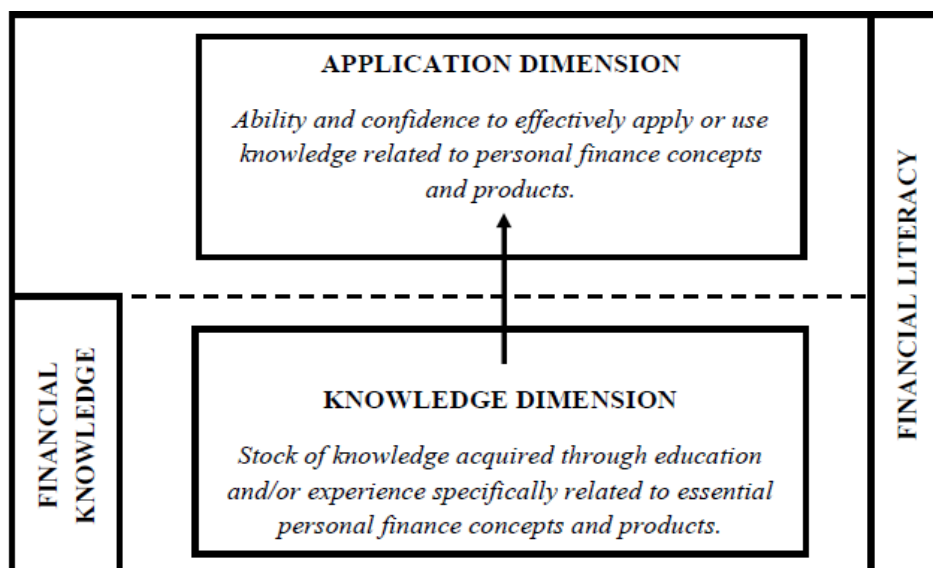 APPLICATION DIMENSION
Ability and confidence to effectively apply or use
knowledge related to personal finance concepts
and products.
FINANCIAL LITERACY
FINANCIAL
KNOWLEDGE
KNOWLEDGE DIMENSION
Stock of knowledge acquired through education
and/or experience specifically related to essential
personal finance concepts and products.